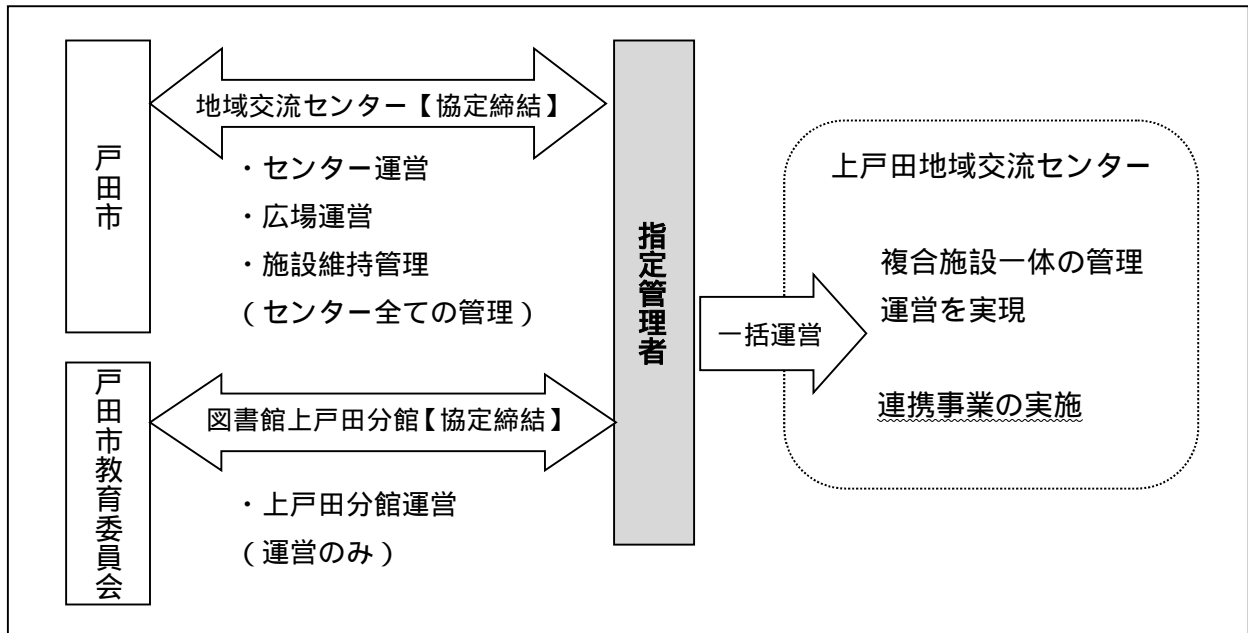 戸田市
地域交流センター【協定締結】
・センター運営
・広場運営
・施設維持管理
（センター全ての管理）
戸田市教育委員会
図書館上戸田分館【協定締結】
・上戸田分館運営
（運営のみ）
指定管理者
一括運営
上戸田地域交流センター
複合施設一体の管理
運営を実現
連携事業の実施